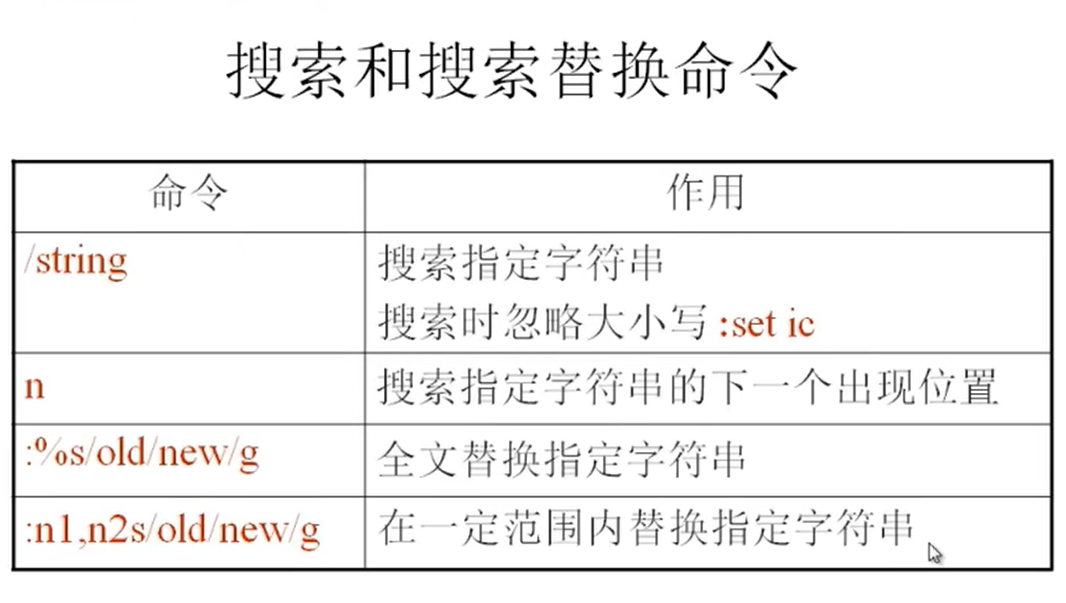 搜索和搜索替换命令
命令 作用
/string 搜索指定字符串
搜索时忽略大小写 :set ic
n 搜索指定字符串的下一个出现位置
:%s/old/new/g 全文替换指定字符串
:n1,n2s/old/new/g 在一定范围内替换指定字符串